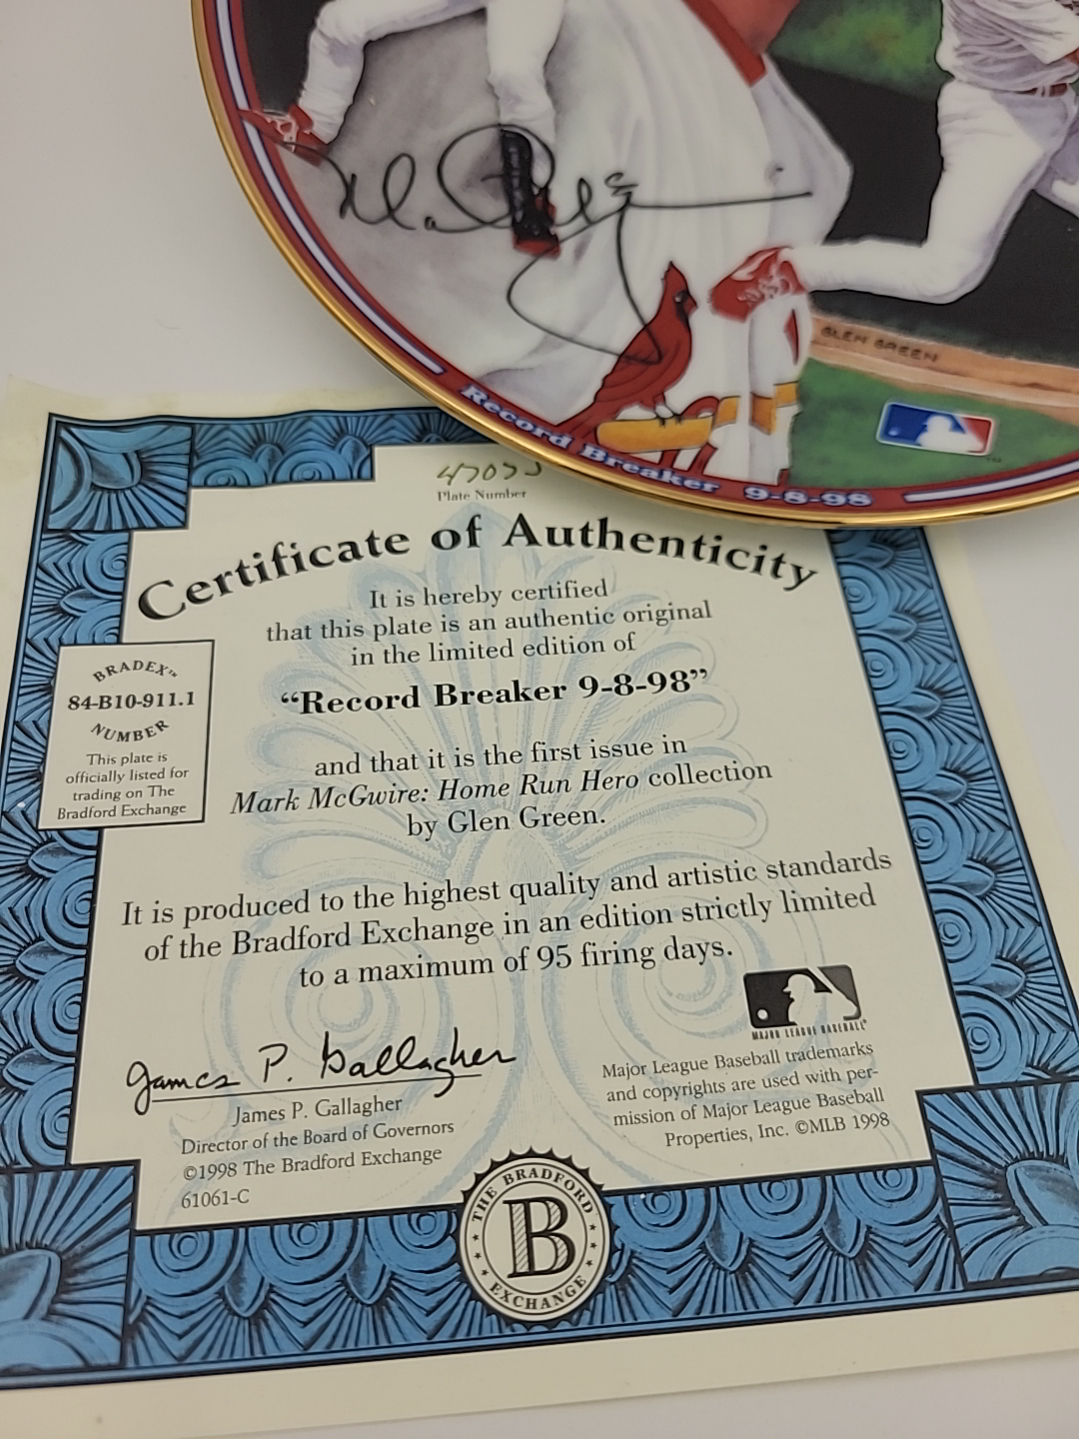 GLEN GREEN
Record Breaker 9-8-98
Plate Number
Certificate of Authenticity
It is hereby certified
that this plate is an authentic original
in the limited edition of
“Record Breaker 9-8-98”
and that it is the first issue in
Mark McGwire: Home Run Hero collection
by Glen Green.
BRADEX™
84-B10-911.1
NUMBER
This plate is
officially listed for
trading on The
Bradford Exchange
It is produced to the highest quality and artistic standards
of the Bradford Exchange in an edition strictly limited
to a maximum of 95 firing days.
James P. Gallagher
James P. Gallagher
Director of the Board of Governors
©1998 The Bradford Exchange
61061-C
MAJOR LEAGUE BASEBALL
Major League Baseball trademarks
and copyrights are used with per-
mission of Major League Baseball
Properties, Inc. ©MLB 1998
THE BRADFORD
B
EXCHANGE